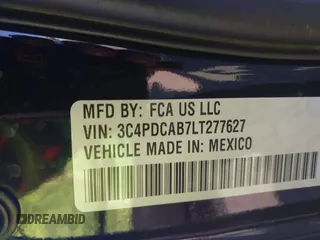 MFD BY: FCA US LLC
VIN: 3C4PDCAB7LT277627
VEHICLE MADE IN: MEXICO
DREAMBID